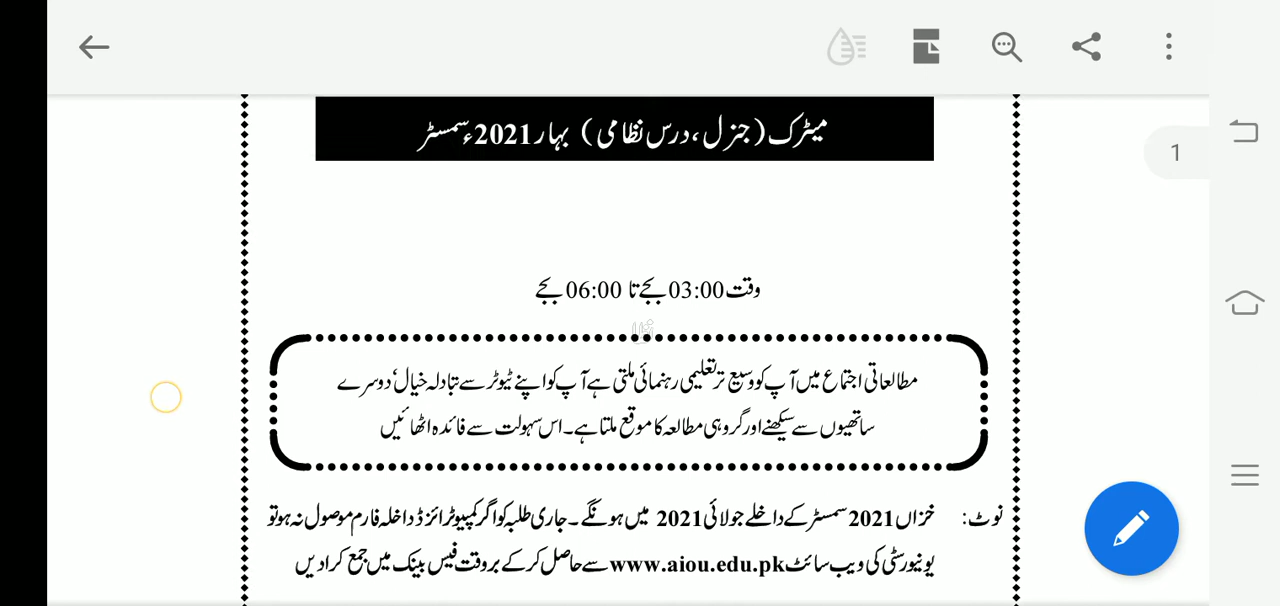 1
میٹرک (جنرل، درس نظامی) بہار 2021ء سمسٹر
وقت 03:00 بجے تا 06:00 بجے
مطالعاتی اجتماع میں آپ کو وسیع تر تعلیمی رہنمائی ملتی ہے آپ کو اپنے ٹیوٹر سے تبادلہ خیال، دوسرے
ساتھیوں سے سیکھنے اور گروہی مطالعہ کا موقع ملتا ہے۔ اس سہولت سے فائدہ اٹھائیں
نوٹ: خزاں 2021 سمسٹر کے داخلے جولائی 2021 میں ہونگے۔ جاری طلبہ کو اگر کمپیوٹرائزڈ داخلہ فارم موصول نہ ہو تو
یونیورسٹی کی ویب سائٹ www.aiou.edu.pk سے حاصل کرکے بروقت فیس بینک میں جمع کرادیں